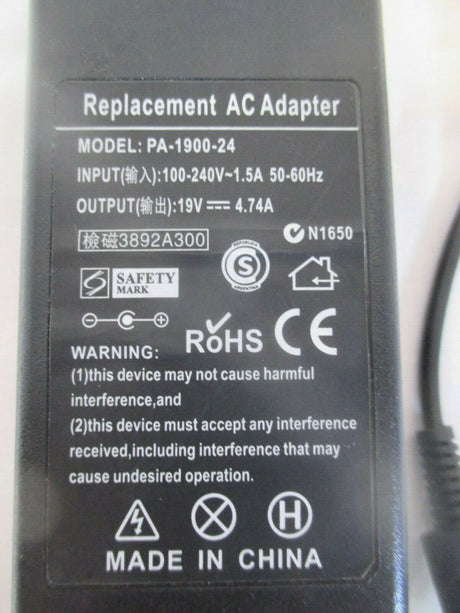 Replacement AC Adapter
MODEL: PA-1900-24
INPUT(输入):100-240V~1.5A 50-60Hz
OUTPUT(输出):19V ⎓ 4.74A
檢磁3892A300
N1650
REPUBLICA
S
ARGENTINA
S SAFETY
MARK
RoHS CE
WARNING:
(1)this device may not cause harmful
interference,and
(2)this device must accept any interference
received,including interference that may
cause undesired operation.
H
MADE IN CHINA